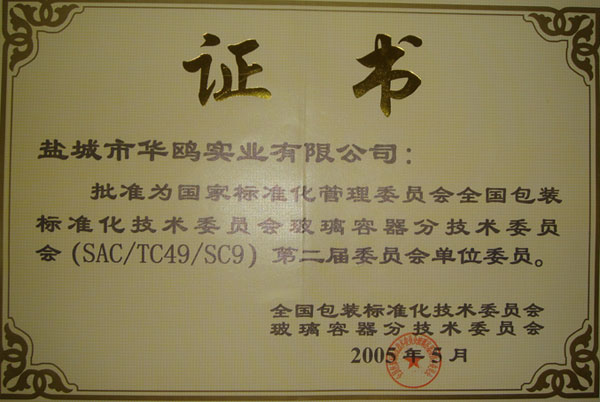 证书
盐城市华鸥实业有限公司：
批准为国家标准化管理委员会全国包装
标准化技术委员会玻璃容器分技术委员
会(SAC/TC49/SC9)第二届委员会单位委员。
全国包装标准化技术委员会
玻璃容器分技术委员会
2005年5月